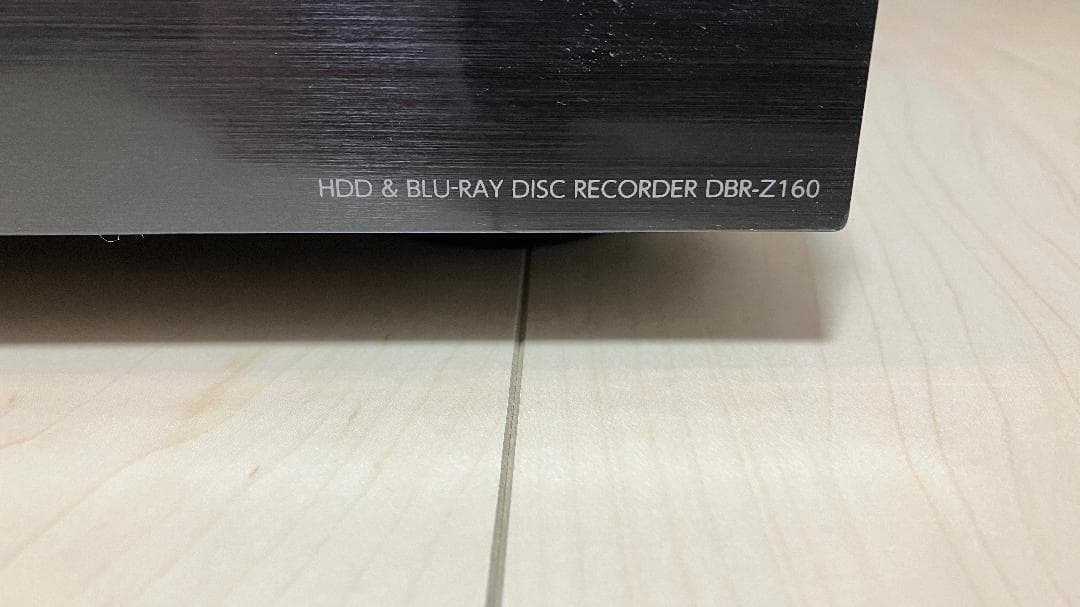 HDD & BLU-RAY DISC RECORDER DBR-Z160